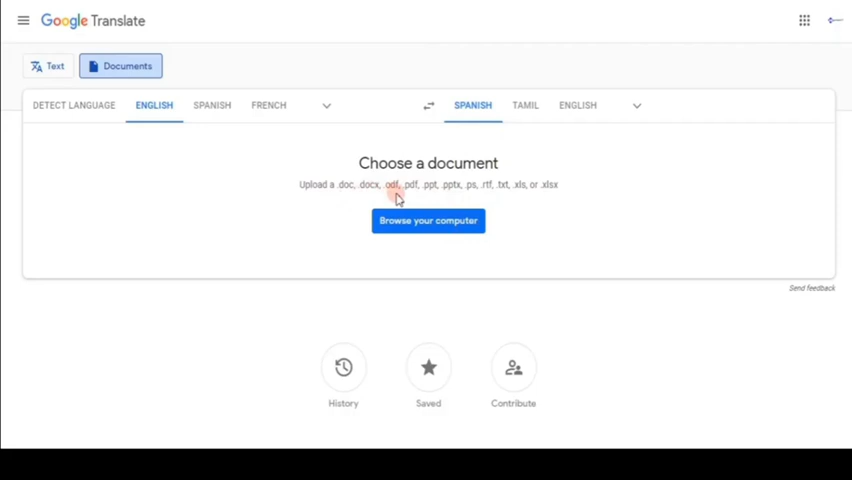 Google Translate
Text Documents
DETECT LANGUAGE ENGLISH SPANISH FRENCH SPANISH TAMIL ENGLISH
Choose a document
Upload a .doc, .docx, .odf, .pdf, .ppt, .pptx, .ps, .rtf, .txt, .xls, or .xlsx
Browse your computer
Send feedback
History Saved Contribute